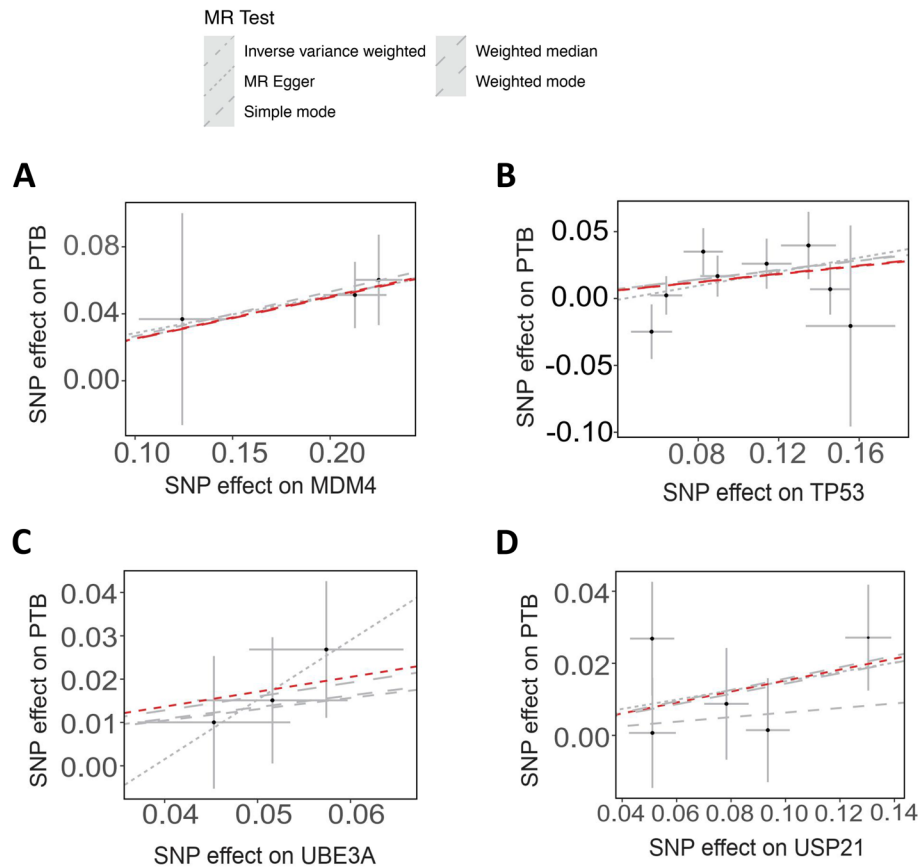 MR Test
Inverse variance weighted
MR Egger
Simple mode
Weighted median
Weighted mode
A
SNP effect on PTB
0.08
0.04
0.00
0.10 0.15 0.20
SNP effect on MDM4
B
SNP effect on PTB
0.05
0.00
-0.05
-0.10
0.08 0.12 0.16
SNP effect on TP53
C
SNP effect on PTB
0.04
0.03
0.02
0.01
0.00
0.04 0.05 0.06
SNP effect on UBE3A
D
SNP effect on PTB
0.04
0.02
0.00
0.04 0.06 0.08 0.10 0.12 0.14
SNP effect on USP21